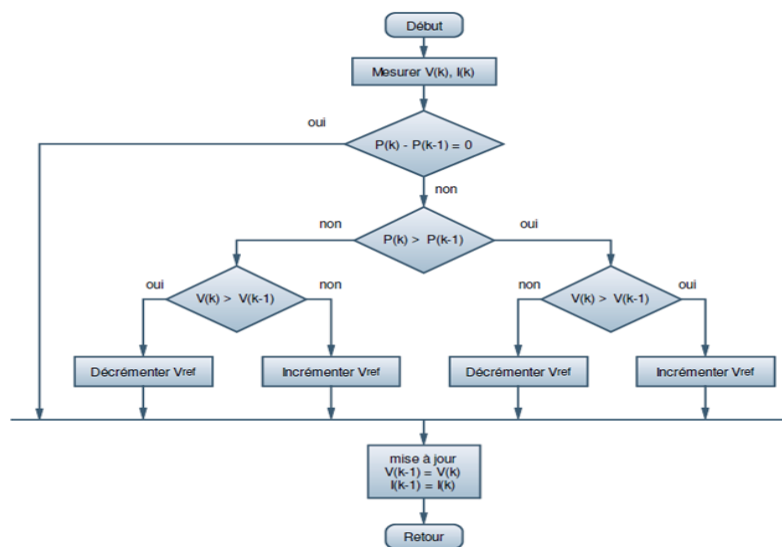 Début
Mesurer V(k), I(k)
oui
P(k) - P(k-1) = 0
non
non
P(k) > P(k-1)
oui
oui
V(k) > V(k-1)
non
non
V(k) > V(k-1)
oui
Décrémenter Vref
Incrémenter Vref
Décrémenter Vref
Incrémenter Vref
mise à jour
V(k-1) = V(k)
I(k-1) = I(k)
Retour